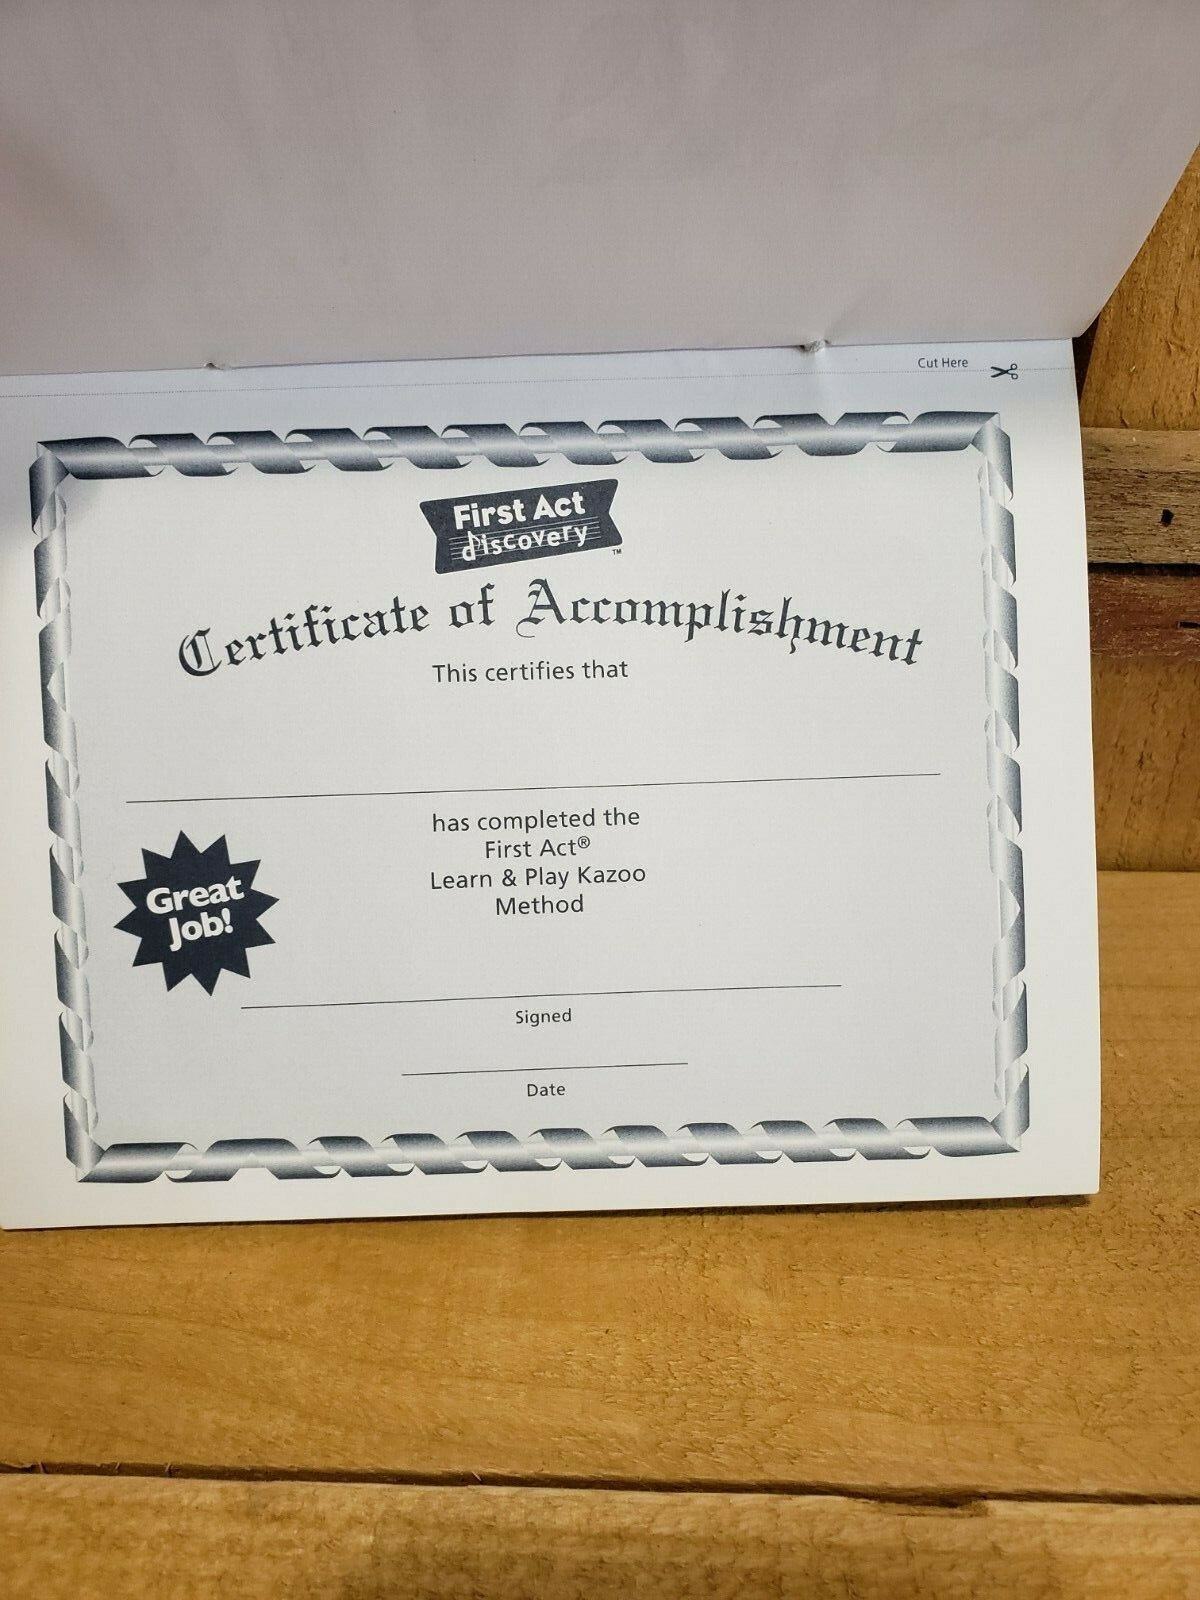 Cut Here
First Act
discovery
™
Certificate of Accomplishment
This certifies that
has completed the
First Act®
Learn & Play Kazoo
Method
Great
Job!
Signed
Date